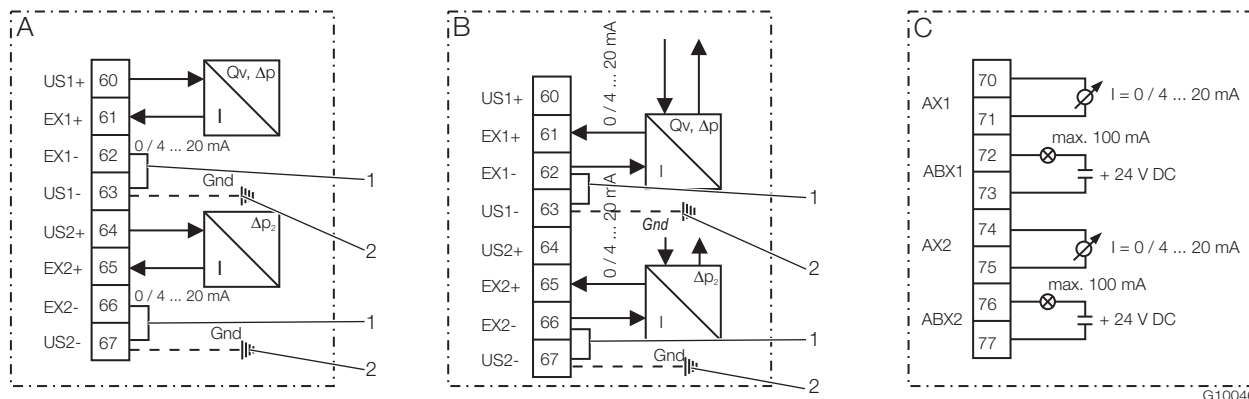 A
US1+ 60 Qv, Δp
EX1+ 61 I
0 / 4 ... 20 mA
EX1- 62
1
US1- 63 Gnd
2
US2+ 64 Δp2
EX2+ 65 I
0 / 4 ... 20 mA
EX2- 66
1
US2- 67 Gnd
2
B
0 / 4 ... 20 mA
US1+ 60
EX1+ 61 Qv, Δp
EX1- 62 I
1
US1- 63 Gnd
2
0 / 4 ... 20 mA
US2+ 64
EX2+ 65 Δp2
EX2- 66 I
1
US2- 67 Gnd
2
C
70
AX1 I = 0 / 4 ... 20 mA
71
max. 100 mA
72
ABX1 + 24 V DC
73
74
AX2 I = 0 / 4 ... 20 mA
75
max. 100 mA
76
ABX2 + 24 V DC
77